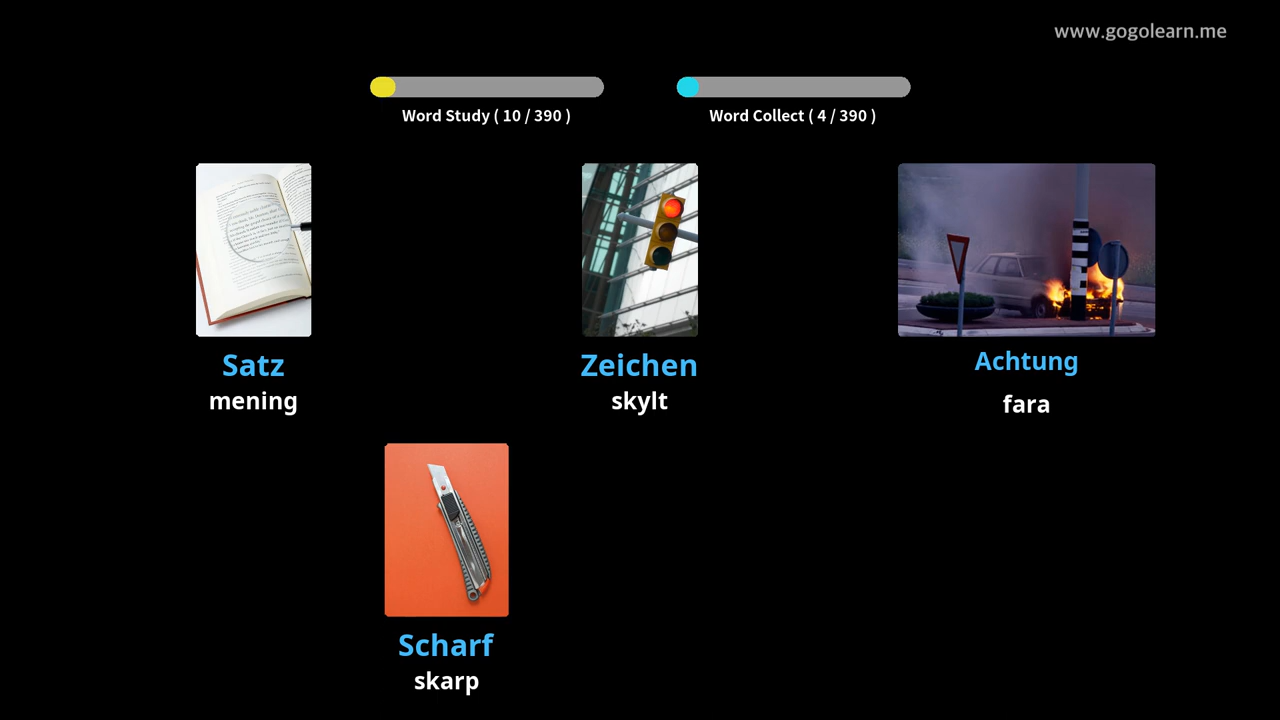 www.gogolearn.me
Word Study ( 10 / 390 )
Word Collect ( 4 / 390 )
Satz
mening
Zeichen
skylt
Achtung
fara
Scharf
skarp